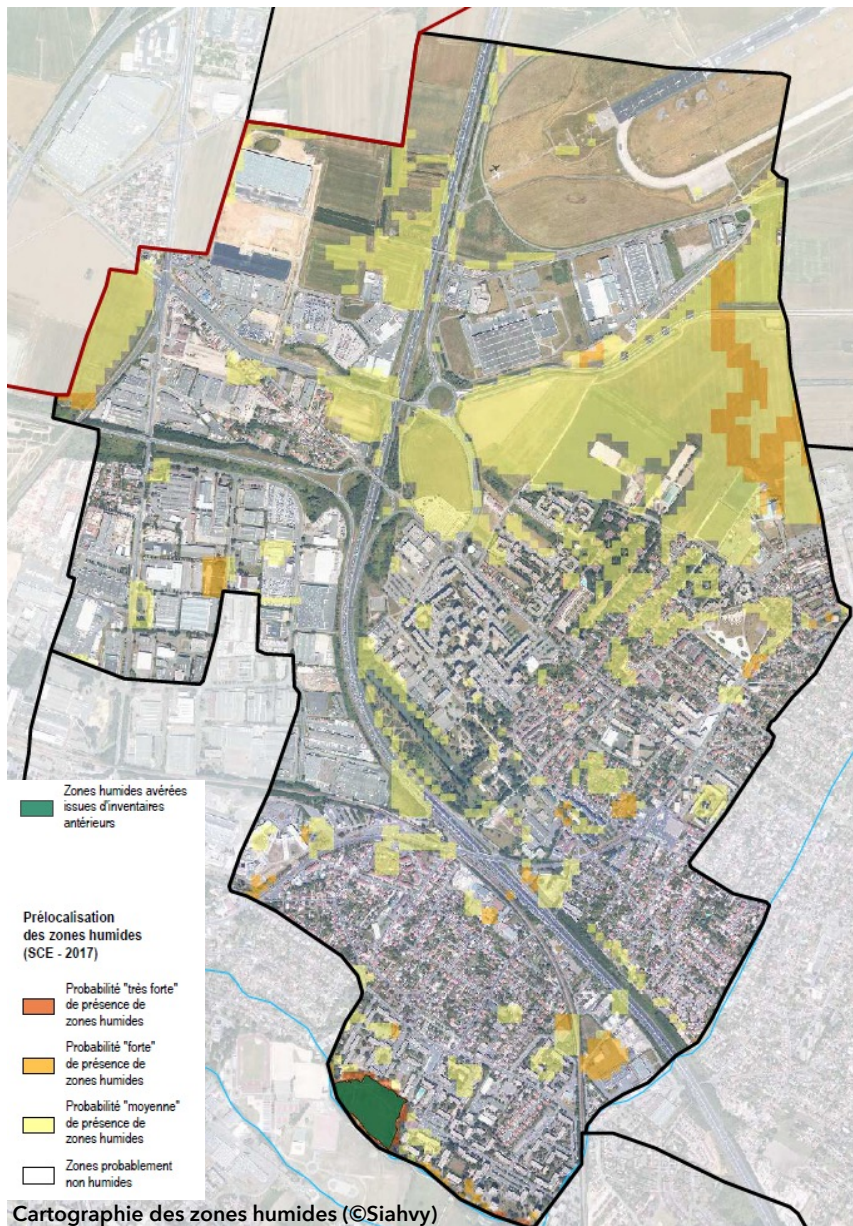 Zones humides avérées
issues d'inventaires
antérieurs
Prélocalisation
des zones humides
(SCE - 2017)
Probabilité "très forte"
de présence de
zones humides
Probabilité "forte"
de présence de
zones humides
Probabilité "moyenne"
de présence de
zones humides
Zones probablement
non humides
Cartographie des zones humides (©Siahvy)